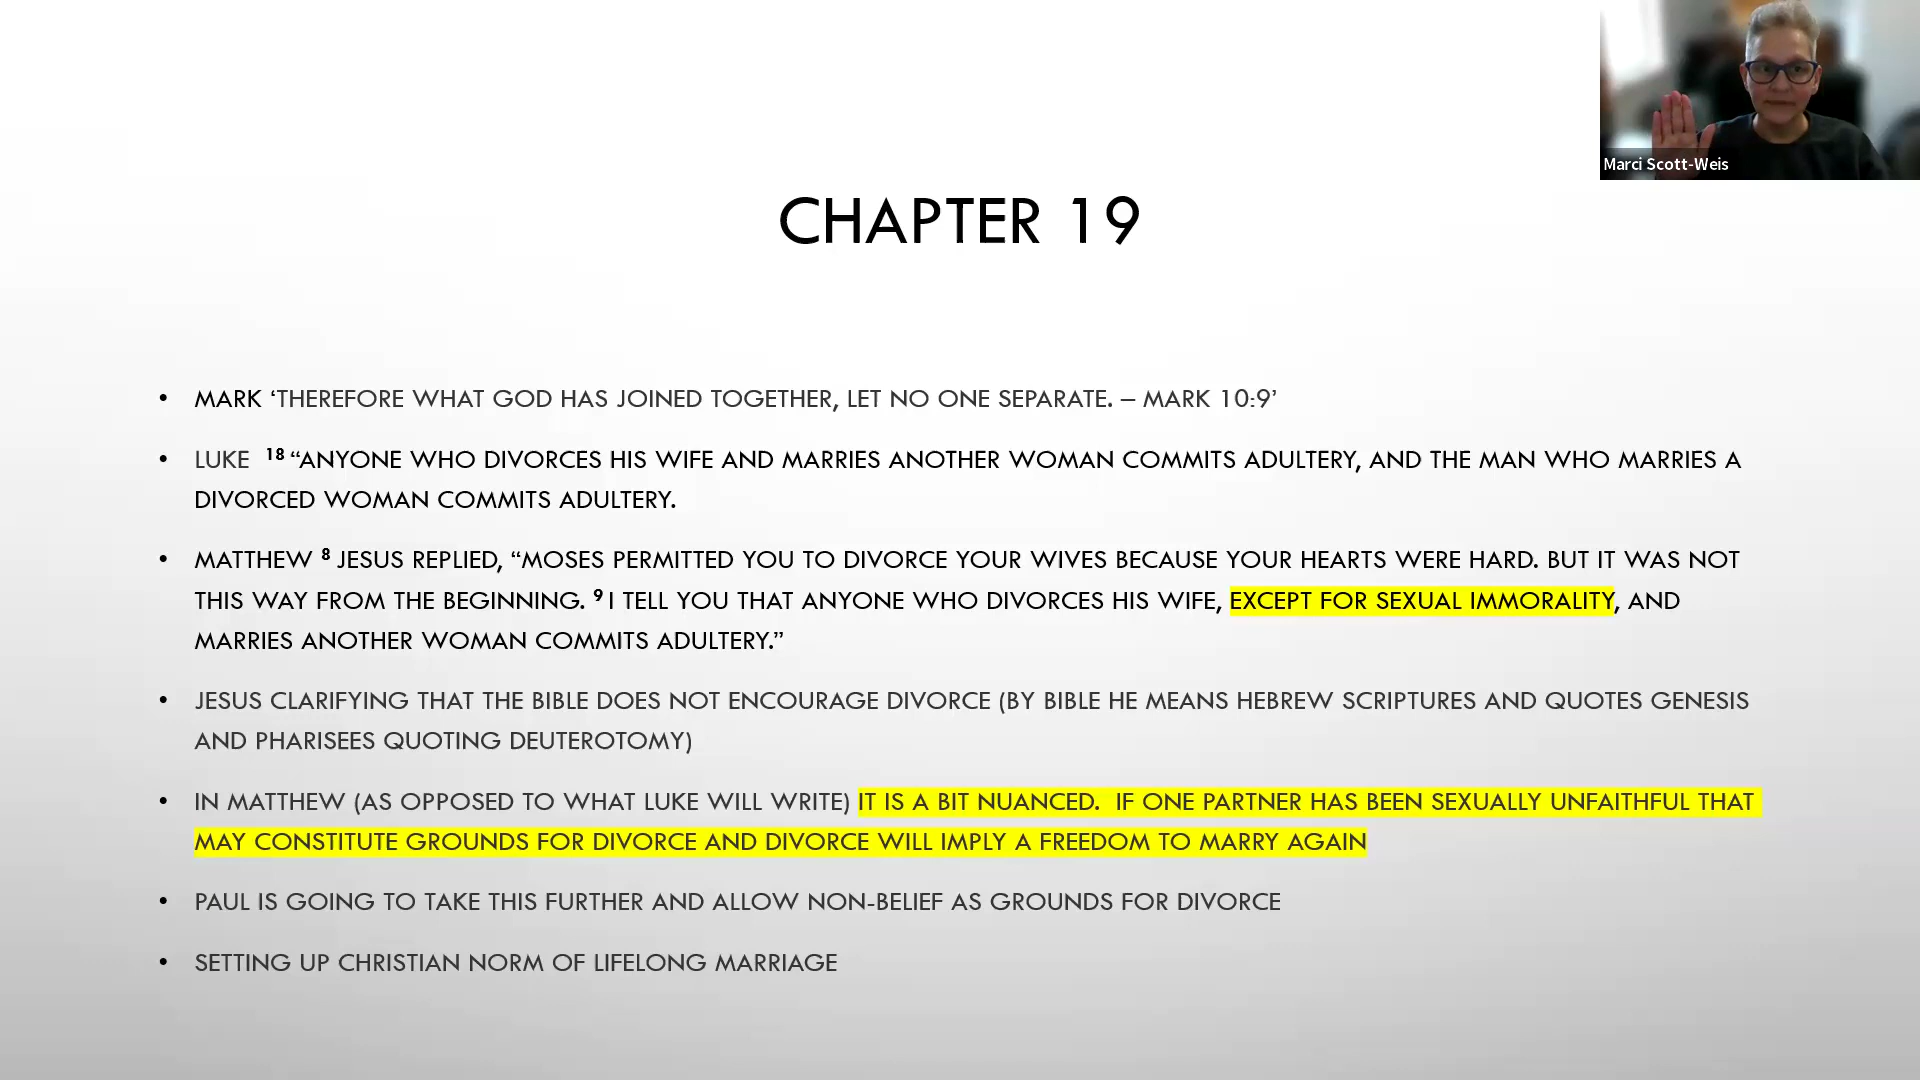 Marci Scott-Weis
CHAPTER 19
• MARK ‘THEREFORE WHAT GOD HAS JOINED TOGETHER, LET NO ONE SEPARATE. – MARK 10:9’
• LUKE 18 “ANYONE WHO DIVORCES HIS WIFE AND MARRIES ANOTHER WOMAN COMMITS ADULTERY, AND THE MAN WHO MARRIES A
DIVORCED WOMAN COMMITS ADULTERY.
• MATTHEW 8 JESUS REPLIED, “MOSES PERMITTED YOU TO DIVORCE YOUR WIVES BECAUSE YOUR HEARTS WERE HARD. BUT IT WAS NOT
THIS WAY FROM THE BEGINNING. 9 I TELL YOU THAT ANYONE WHO DIVORCES HIS WIFE, EXCEPT FOR SEXUAL IMMORALITY, AND
MARRIES ANOTHER WOMAN COMMITS ADULTERY.”
• JESUS CLARIFYING THAT THE BIBLE DOES NOT ENCOURAGE DIVORCE (BY BIBLE HE MEANS HEBREW SCRIPTURES AND QUOTES GENESIS
AND PHARISEES QUOTING DEUTEROTOMY)
• IN MATTHEW (AS OPPOSED TO WHAT LUKE WILL WRITE) IT IS A BIT NUANCED. IF ONE PARTNER HAS BEEN SEXUALLY UNFAITHFUL THAT
MAY CONSTITUTE GROUNDS FOR DIVORCE AND DIVORCE WILL IMPLY A FREEDOM TO MARRY AGAIN
• PAUL IS GOING TO TAKE THIS FURTHER AND ALLOW NON-BELIEF AS GROUNDS FOR DIVORCE
• SETTING UP CHRISTIAN NORM OF LIFELONG MARRIAGE